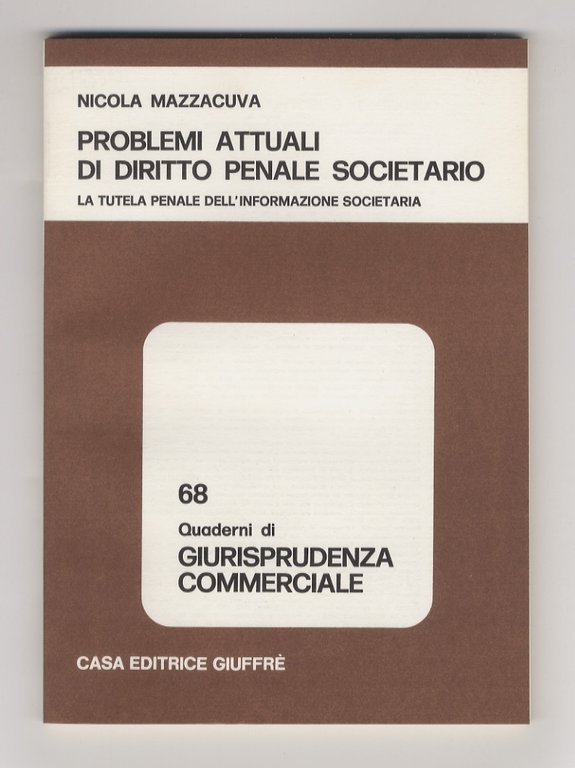 NICOLA MAZZACUVA
PROBLEMI ATTUALI
DI DIRITTO PENALE SOCIETARIO
LA TUTELA PENALE DELL'INFORMAZIONE SOCIETARIA
68
Quaderni di
GIURISPRUDENZA
COMMERCIALE
CASA EDITRICE GIUFFRÈ